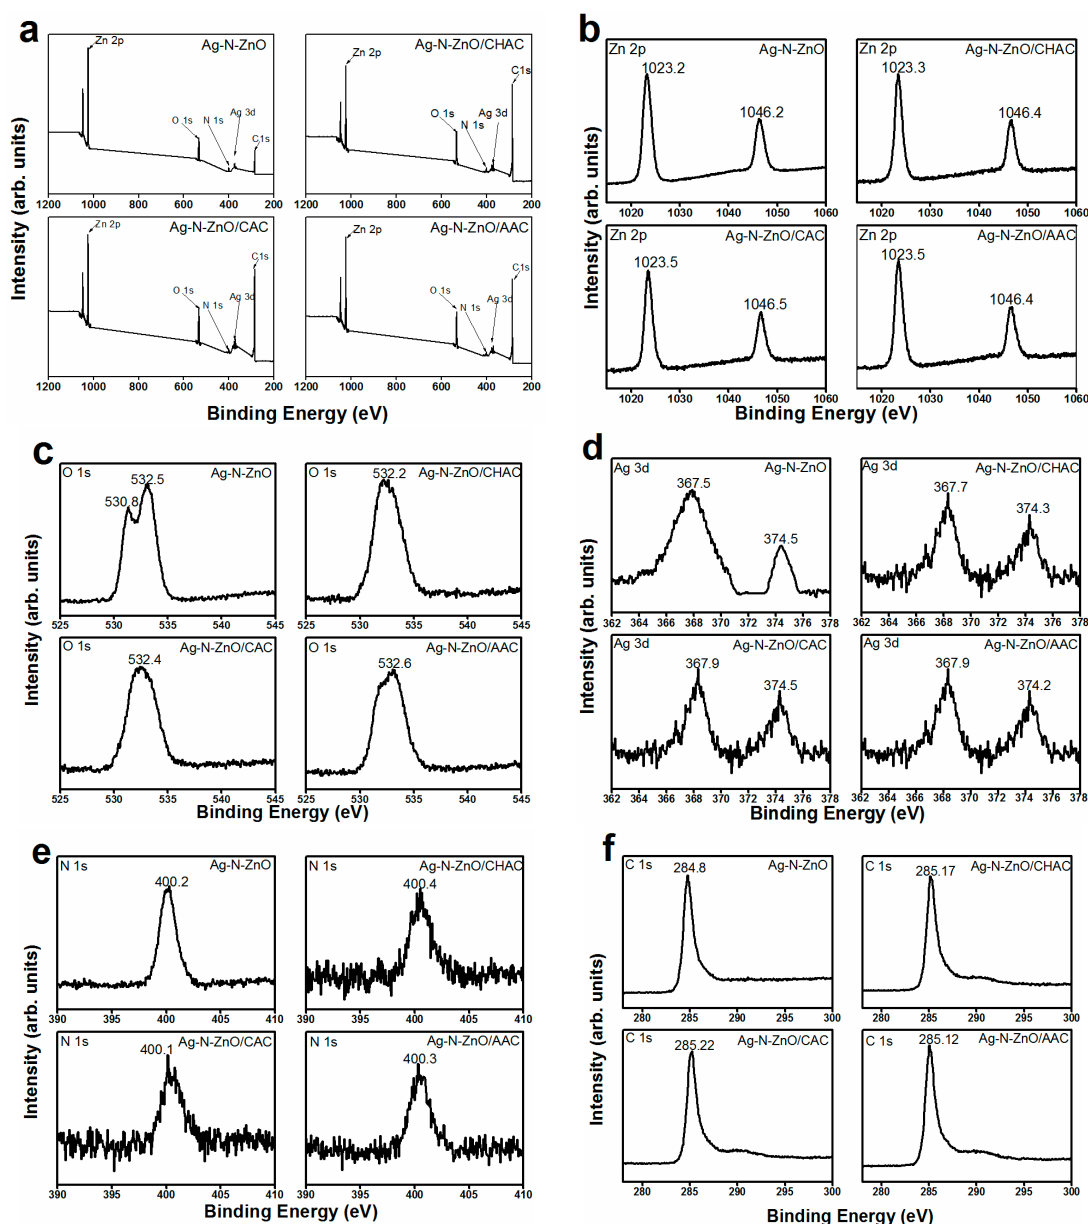 a
Ag-N-ZnO
Zn 2p
O 1s
N 1s
Ag 3d
C1s
1200 1000 800 600 400 200
Ag-N-ZnO/CHAC
Zn 2p
C1s
O 1s
N 1s
Ag 3d
1200 1000 800 600 400 200
Ag-N-ZnO/CAC
Zn 2p
C1s
O 1s
N 1s
Ag 3d
1200 1000 800 600 400 200
Ag-N-ZnO/AAC
Zn 2p
C1s
O 1s
N 1s
Ag 3d
1200 1000 800 600 400 200
Intensity (arb. units)
Binding Energy (eV)
b
Zn 2p Ag-N-ZnO
1023.2
1046.2
1020 1030 1040 1050 1060
Zn 2p Ag-N-ZnO/CHAC
1023.3
1046.4
1020 1030 1040 1050 1060
Zn 2p Ag-N-ZnO/CAC
1023.5
1046.5
1020 1030 1040 1050 1060
Zn 2p Ag-N-ZnO/AAC
1023.5
1046.4
1020 1030 1040 1050 1060
Intensity (arb. units)
Binding Energy (eV)
c
O 1s Ag-N-ZnO
530.8
532.5
525 530 535 540 545
O 1s Ag-N-ZnO/CHAC
532.2
525 530 535 540 545
O 1s Ag-N-ZnO/CAC
532.4
525 530 535 540 545
O 1s Ag-N-ZnO/AAC
532.6
525 530 535 540 545
Intensity (arb. units)
Binding Energy (eV)
d
Ag 3d Ag-N-ZnO
367.5
374.5
362 364 366 368 370 372 374 376 378
Ag 3d Ag-N-ZnO/CHAC
367.7
374.3
362 364 366 368 370 372 374 376 378
Ag 3d Ag-N-ZnO/CAC
367.9
374.5
362 364 366 368 370 372 374 376 378
Ag 3d Ag-N-ZnO/AAC
367.9
374.2
362 364 366 368 370 372 374 376 378
Intensity (arb. units)
Binding Energy (eV)
e
N 1s Ag-N-ZnO
400.2
390 395 400 405 410
N 1s Ag-N-ZnO/CHAC
400.4
390 395 400 405 410
N 1s Ag-N-ZnO/CAC
400.1
390 395 400 405 410
N 1s Ag-N-ZnO/AAC
400.3
390 395 400 405 410
Intensity (arb. units)
Binding Energy (eV)
f
C 1s Ag-N-ZnO
284.8
280 285 290 295 300
C 1s Ag-N-ZnO/CHAC
285.17
280 285 290 295 300
C 1s Ag-N-ZnO/CAC
285.22
280 285 290 295 300
C 1s Ag-N-ZnO/AAC
285.12
280 285 290 295 300
Intensity (arb. units)
Binding Energy (eV)